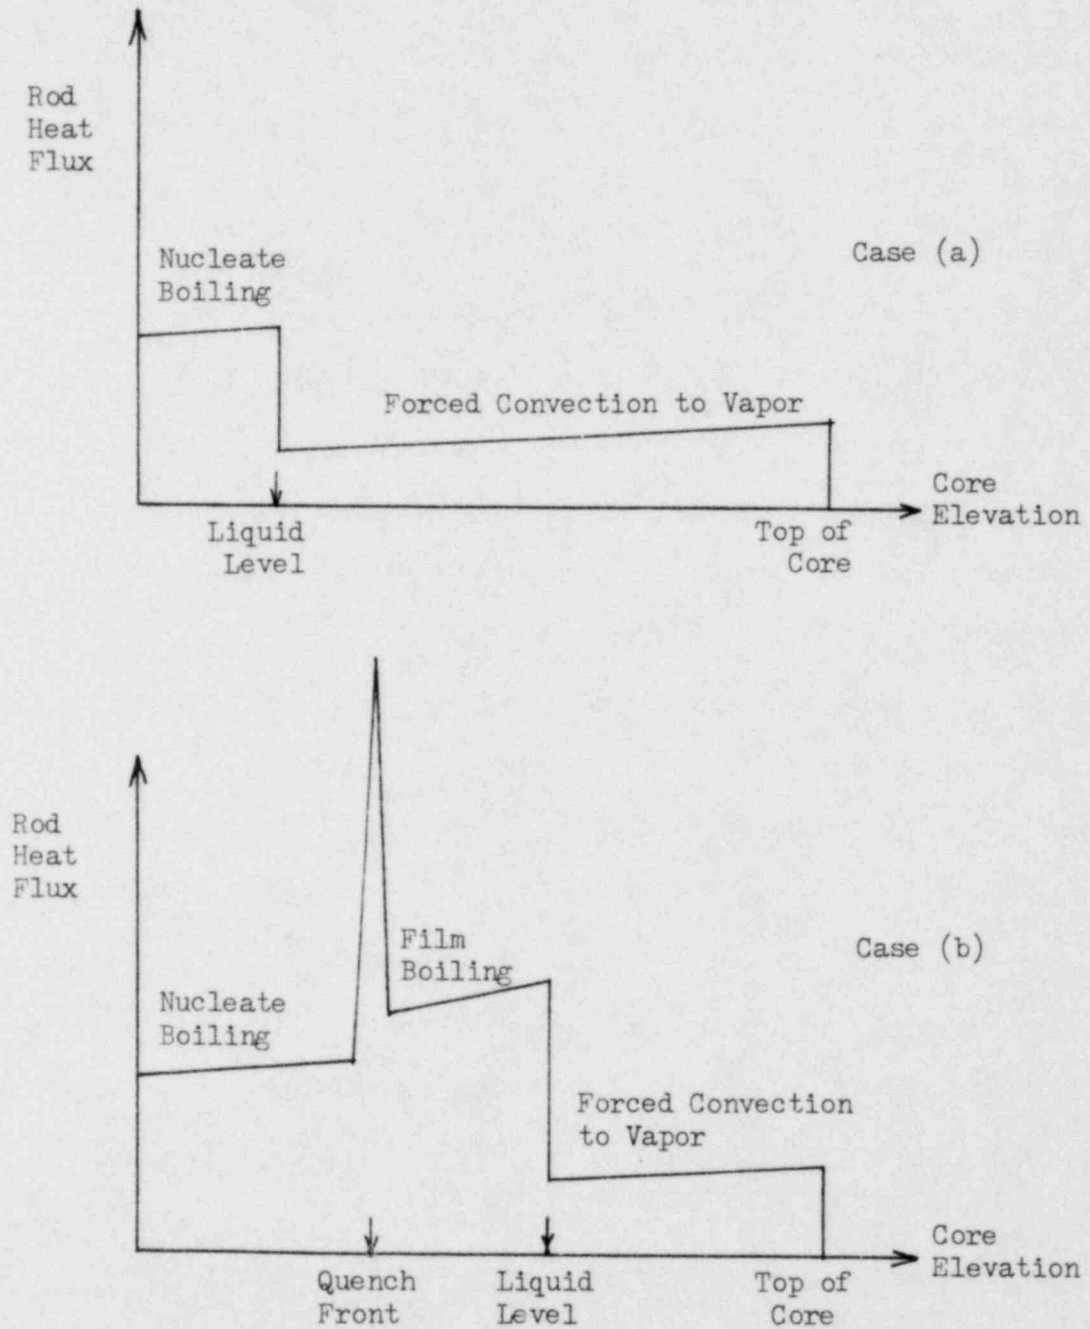 Rod
Heat
Flux
Nucleate
Boiling
Case (a)
Forced Convection to Vapor
Core
Elevation
Liquid
Level
Top of
Core
Rod
Heat
Flux
Film
Boiling
Case (b)
Nucleate
Boiling
Forced Convection
to Vapor
Core
Elevation
Quench
Front
Liquid
Level
Top of
Core